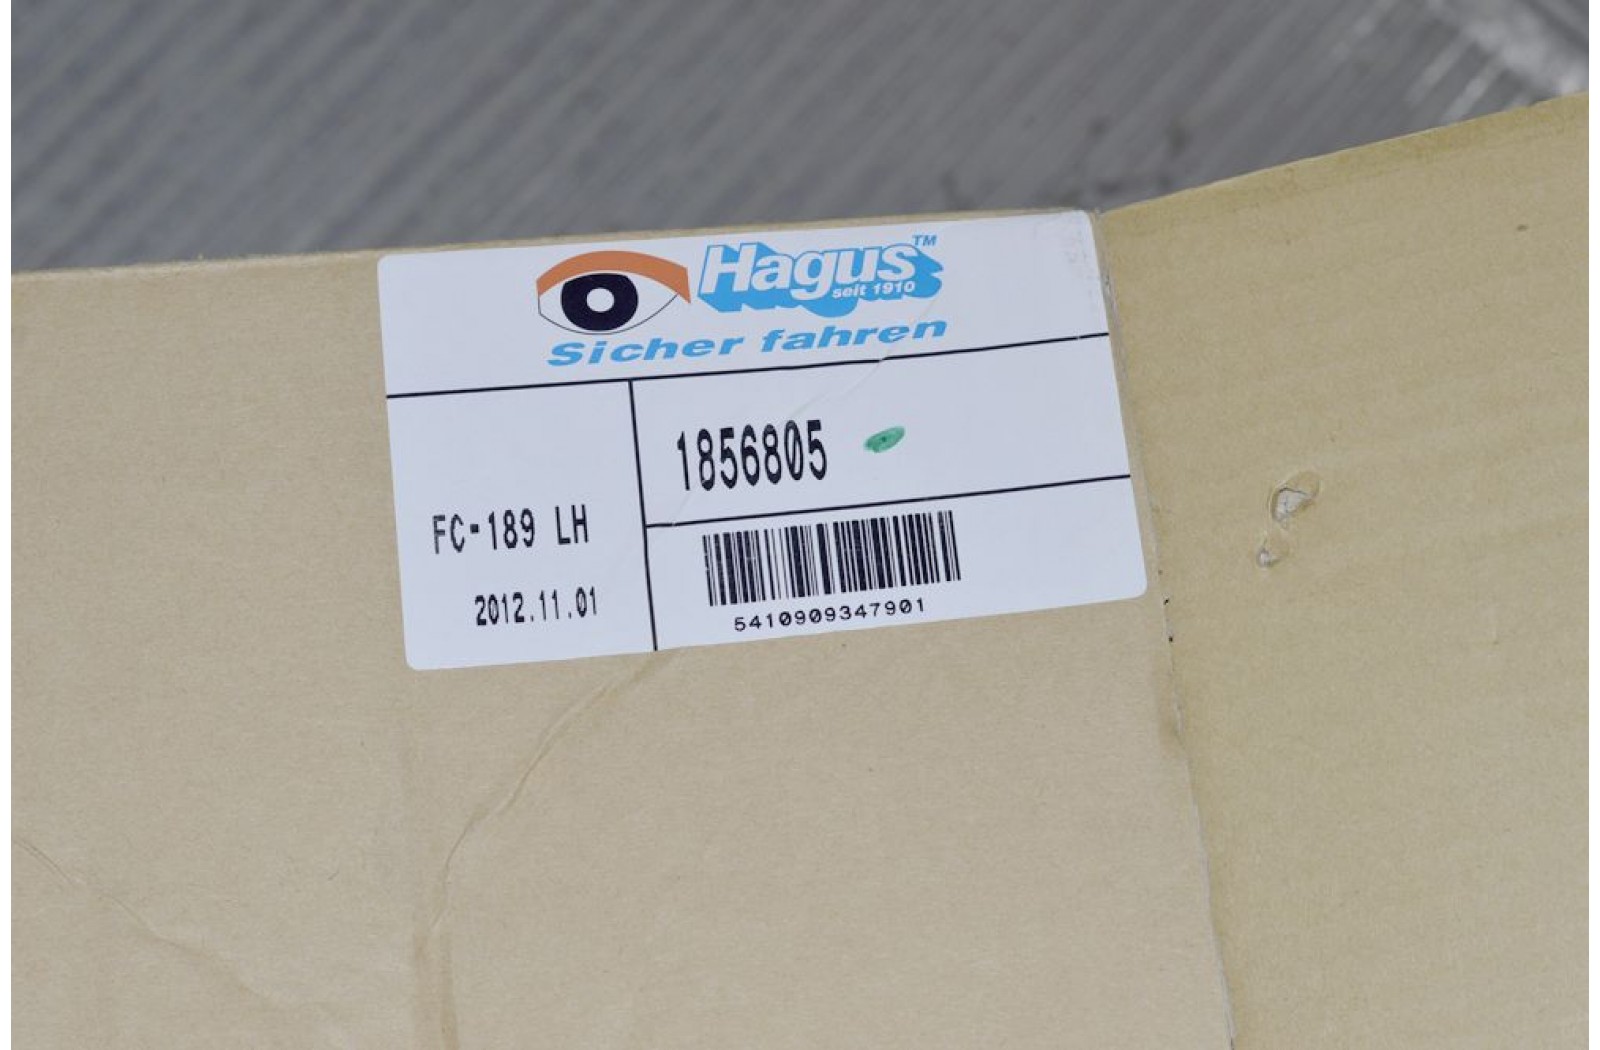 Hagus™
seit 1910
Sicher fahren
1856805
FC-189 LH
2012.11.01
5410909347901